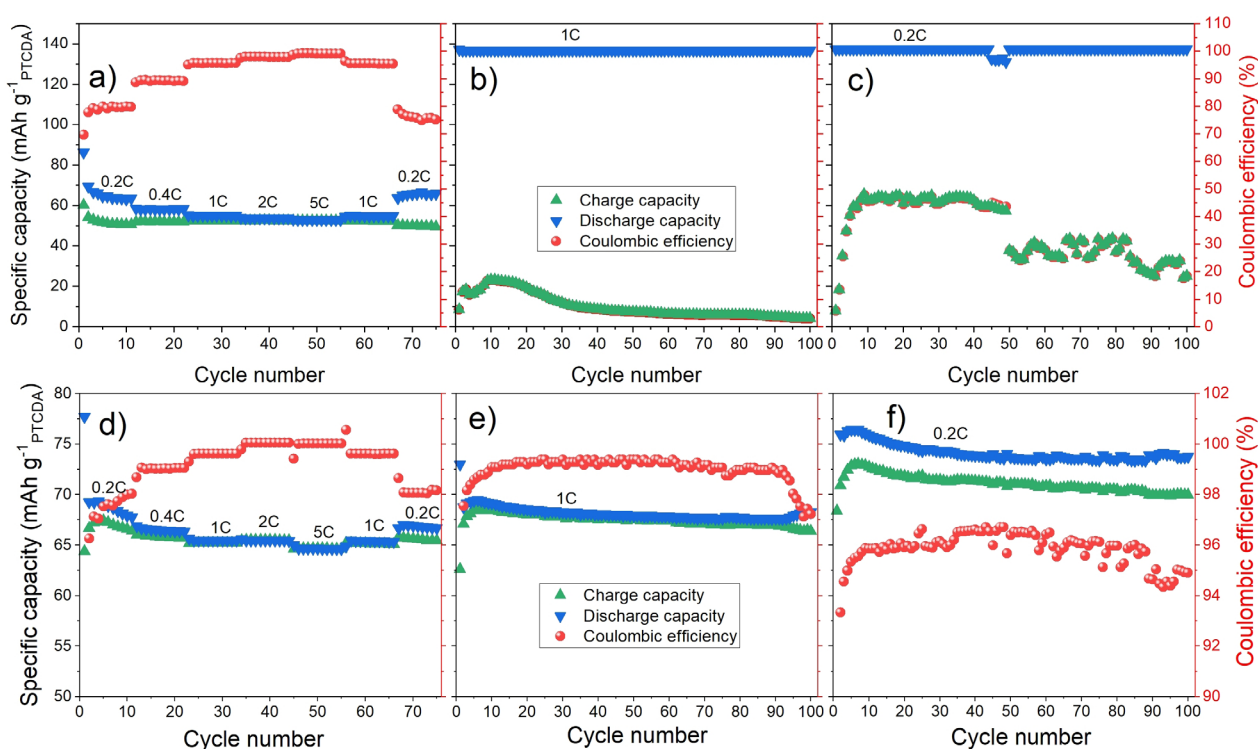 Specific capacity (mAh g⁻¹PTCDA)
140
120
100
80
60
40
20
0
a)
0.2C
0.4C
1C
2C
5C
1C
0.2C
0 10 20 30 40 50 60 70
Cycle number
b)
1C
Charge capacity
Discharge capacity
Coulombic efficiency
0 10 20 30 40 50 60 70 80 90 100
Cycle number
c)
0.2C
0 10 20 30 40 50 60 70 80 90 100
Cycle number
110
100
90
80
70
60
50
40
30
20
10
0
Coulombic efficiency (%)
Specific capacity (mAh g⁻¹PTCDA)
80
75
70
65
60
55
50
d)
0.2C
0.4C
1C
2C
5C
1C
0.2C
0 10 20 30 40 50 60 70
Cycle number
e)
1C
Charge capacity
Discharge capacity
Coulombic efficiency
0 10 20 30 40 50 60 70 80 90 100
Cycle number
f)
0.2C
0 10 20 30 40 50 60 70 80 90 100
Cycle number
102
100
98
96
94
92
90
Coulombic efficiency (%)